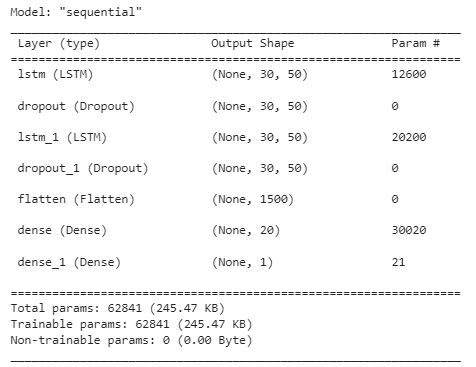 Model: "sequential"
_________________________________________________________________
Layer (type) Output Shape Param #
=================================================================
lstm (LSTM) (None, 30, 50) 12600
dropout (Dropout) (None, 30, 50) 0
lstm_1 (LSTM) (None, 30, 50) 20200
dropout_1 (Dropout) (None, 30, 50) 0
flatten (Flatten) (None, 1500) 0
dense (Dense) (None, 20) 30020
dense_1 (Dense) (None, 1) 21
=================================================================
Total params: 62841 (245.47 KB)
Trainable params: 62841 (245.47 KB)
Non-trainable params: 0 (0.00 Byte)
_________________________________________________________________